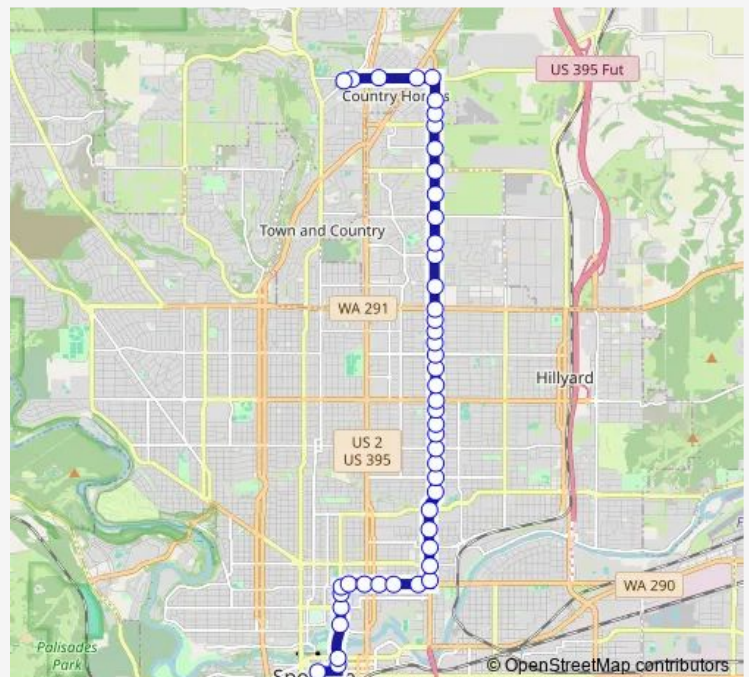 US 395 Fut
Country Ho
Town and Country
WA 291
Hillyard
US 2
US 395
WA 290
Palisades
Park
© OpenStreetMap contributors